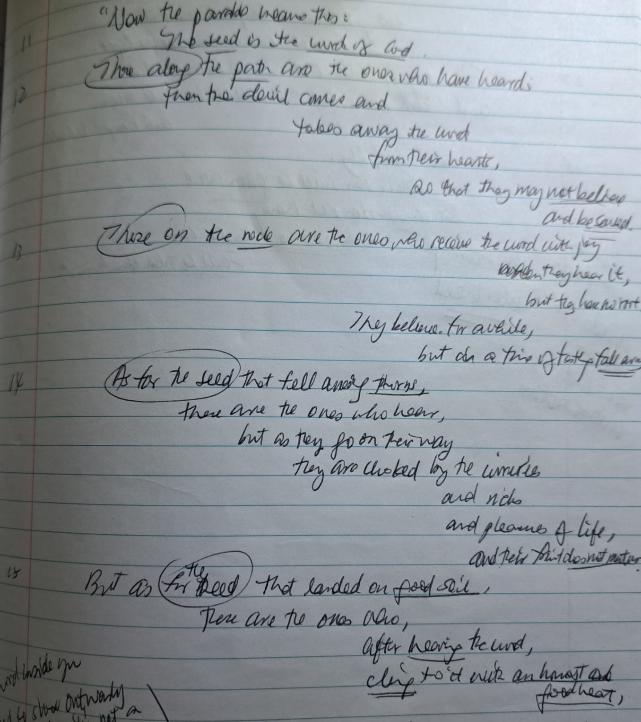 "Now the parable means this:
11 The seed is the word of God.
12 Those along the path are the ones who have heard;
then the devil comes and
takes away the word
from their hearts,
so that they may not believe
and be saved.
13 Those on the rock are the ones who receive the word with joy
when they hear it,
but they have no root
They believe for a while,
but in a time of testing fall away
14 As for the seed that fell among thorns,
these are the ones who hear,
but as they go on their way
they are choked by the worries
and riches
and pleasures of life,
and their fruit does not mature.
15 But as for the seed that landed on good soil,
These are the ones who,
after hearing the word,
cling to it with an honest and
good heart,
inside you
to show outwardly
not a